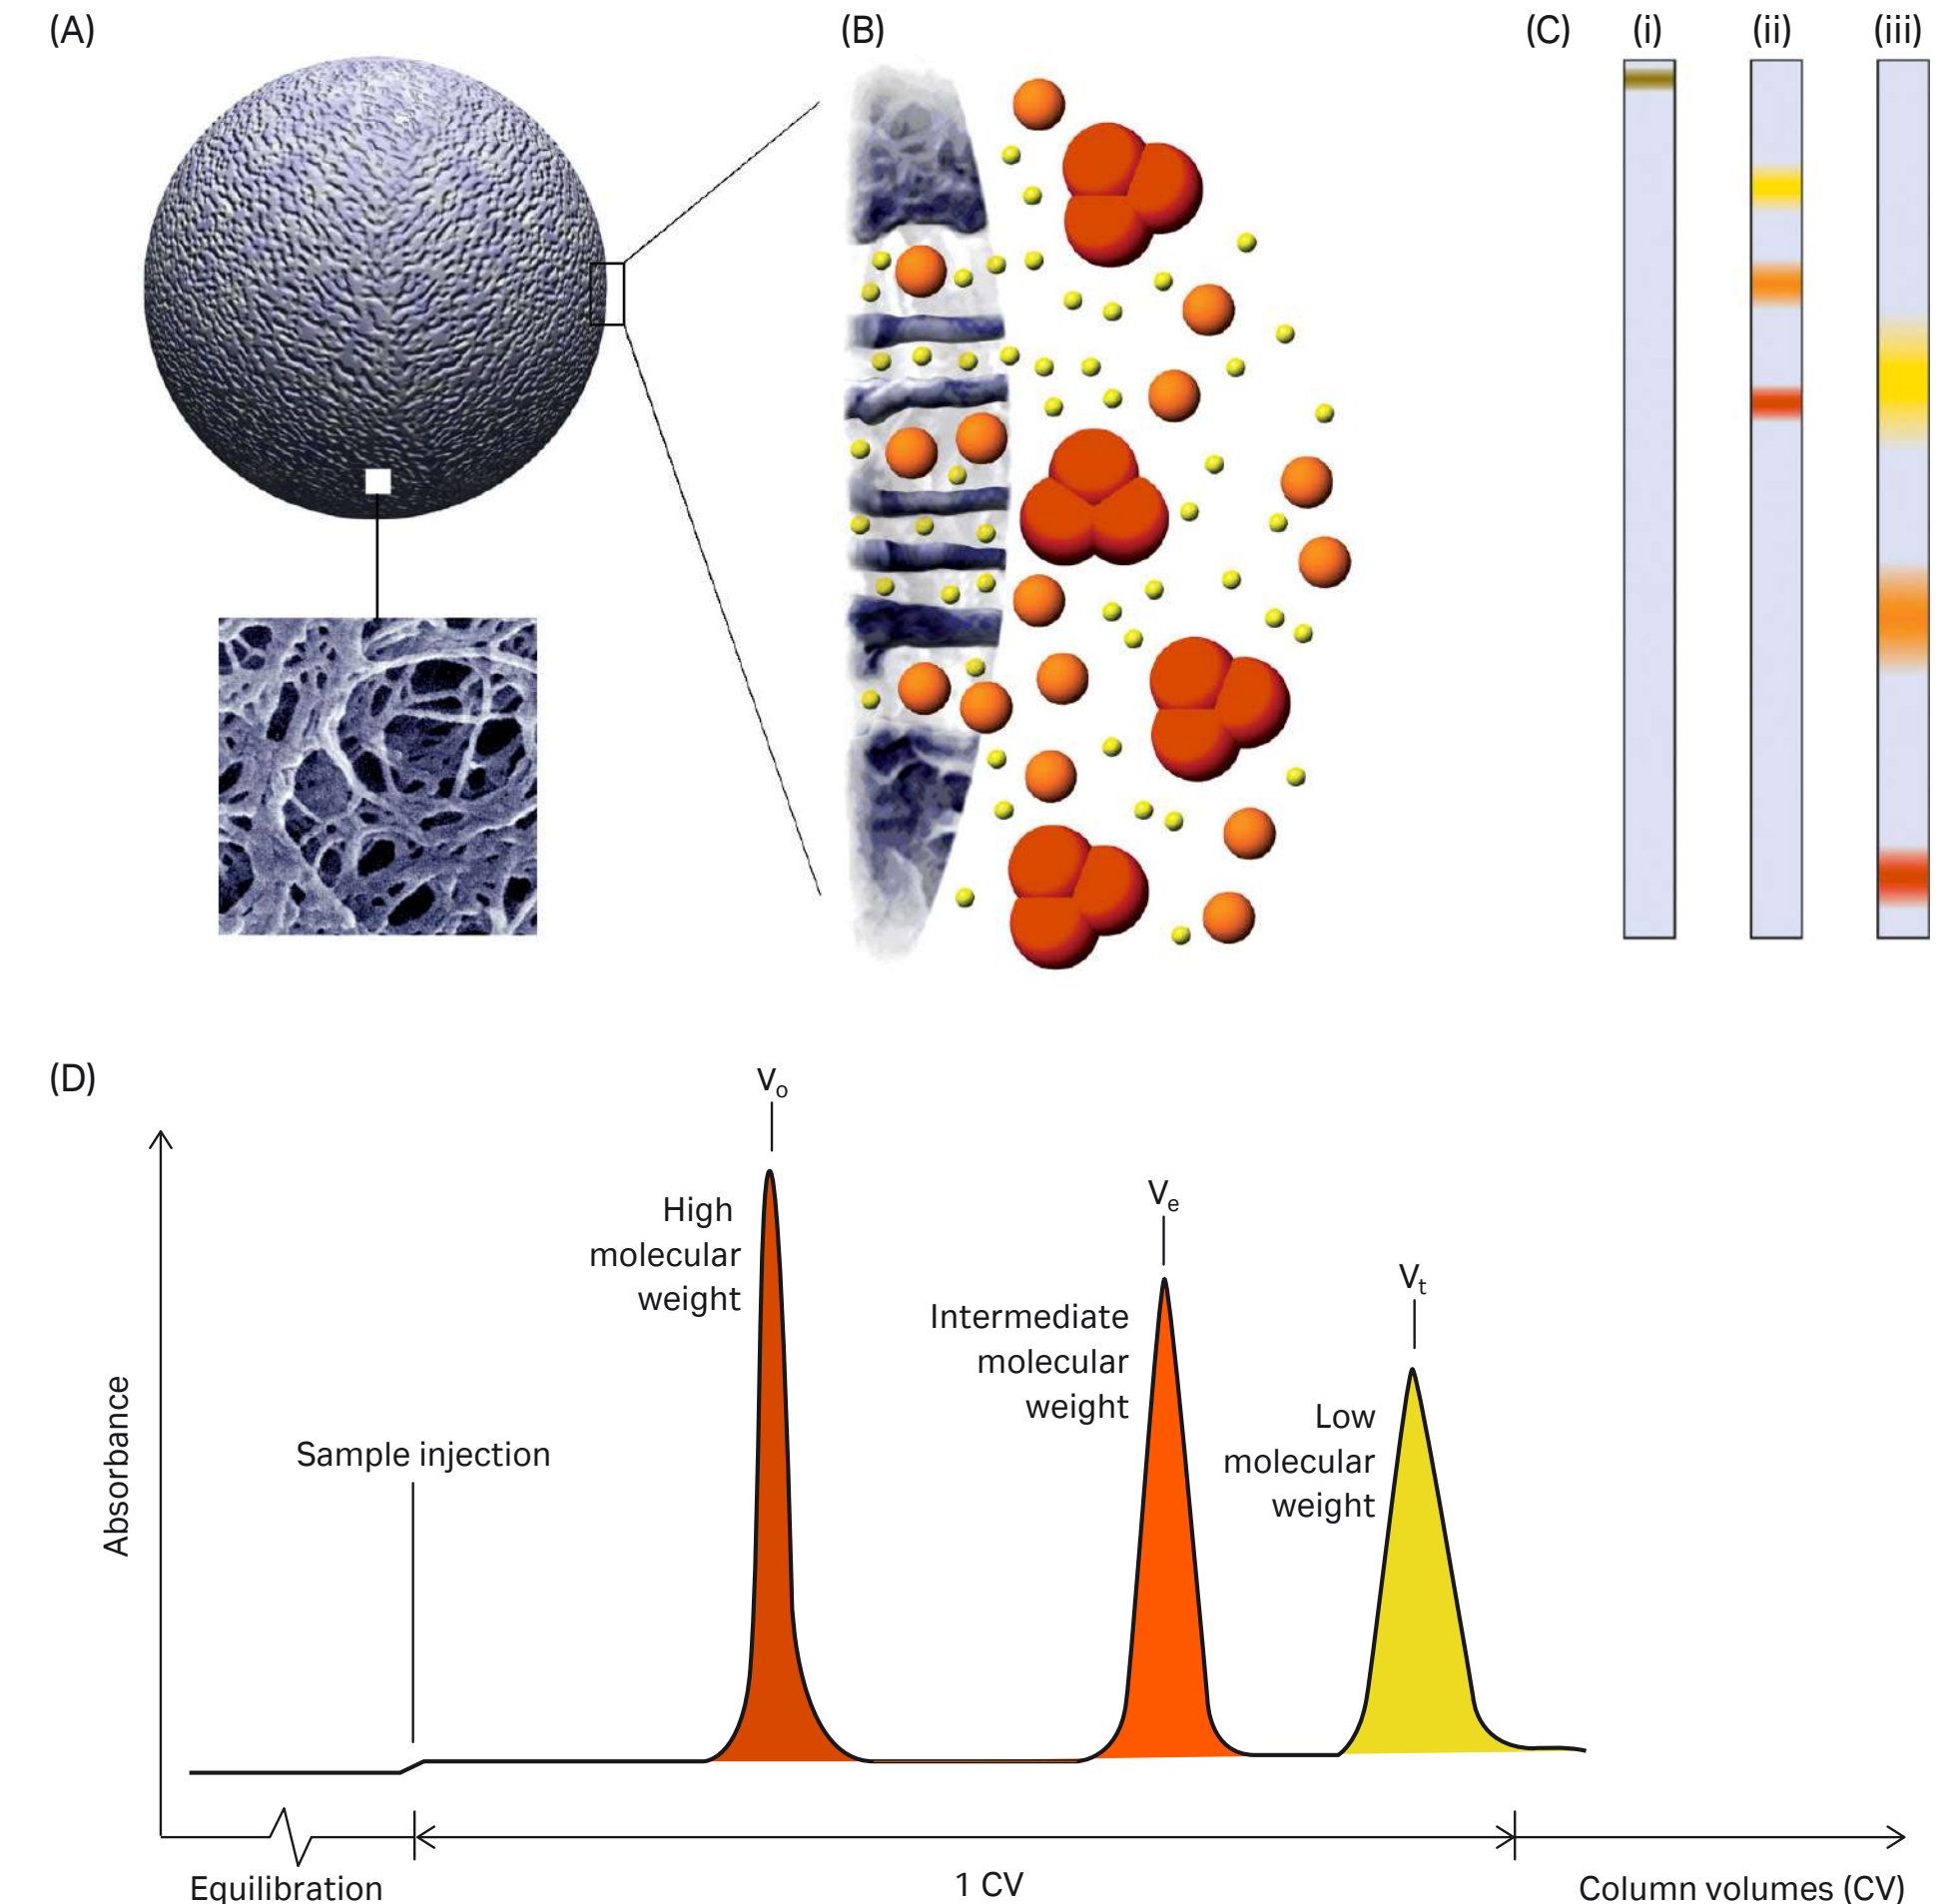 (A)
(B)
(C)
(i)
(ii)
(iii)
(D)
Vo
High
molecular
weight
Ve
Intermediate
molecular
weight
Vt
Low
molecular
weight
Sample injection
Absorbance
Equilibration
1 CV
Column volumes (CV)